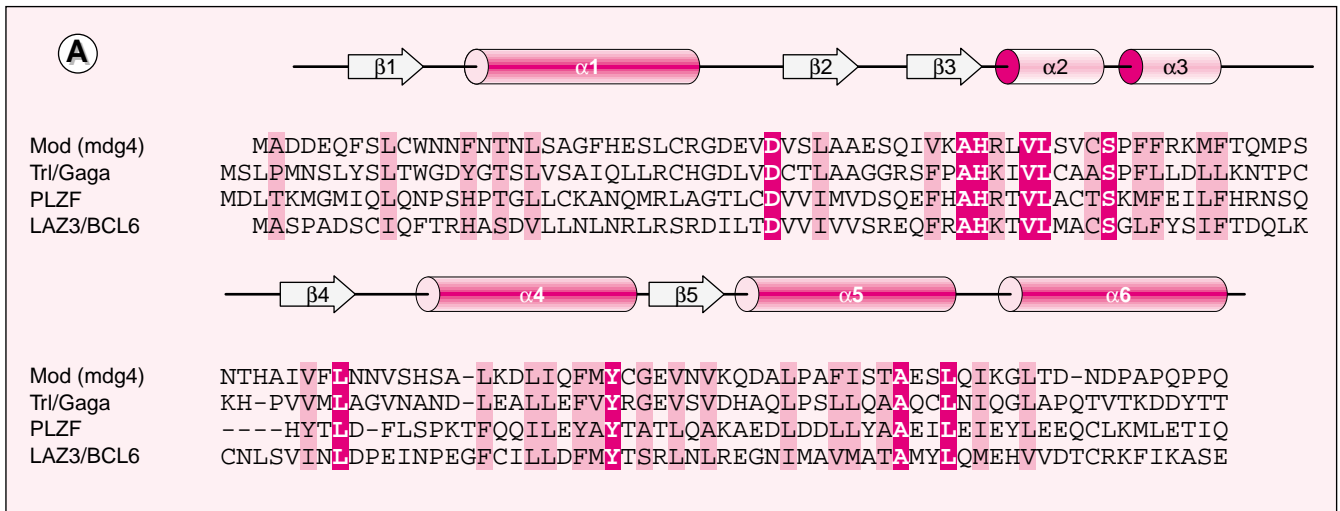 A
β1 α1 β2 β3 α2 α3
Mod (mdg4) MADDEQFSLCWNNFNTNLSAGFHESLCRGDEVDVSLAAESQIVKAHRLVLSVCSPFFRKMFTQMPS
Trl/Gaga MSLPMNSLYSLTWGDYGTSLVSAIQLLRCHGDLVDCTLAAGGRSFPAHKIVLCAASPFLLDLLKNTPC
PLZF MDLTKMGMIQLQNPSHPTGLLCKANQMRLAGTLCDVVIMVDSQEFHAHRTVLACTSKMFEILFHRNSQ
LAZ3/BCL6 MASPADSCIQFTRHASDVLLNLNRLRSRDILTDVVIVVSREQFRAHKTVLMACSGLFYSIFTDQLK
β4 α4 β5 α5 α6
Mod (mdg4) NTHAIVFLNNVSHSA-LKDLIQFMYCGEVNVKQDALPAFISTAESLQIKGLTD-NDPAPQPPQ
Trl/Gaga KH-PVVMLAGVNAND-LEALLEFVYRGEVSVDHAQLPSLLQAAQCLNIQGLAPQTVTKDDYTT
PLZF ----HYTLD-FLSPKTFQQILEYAYTATLQAKAEDLDDLLYAAEILEIEYLEEQCLKMLETIQ
LAZ3/BCL6 CNLSVINLDPEINPEGFCILLDFMYTSRLNLREGNIMAVMATAMYLQMEHVVDTCRKFIKASE